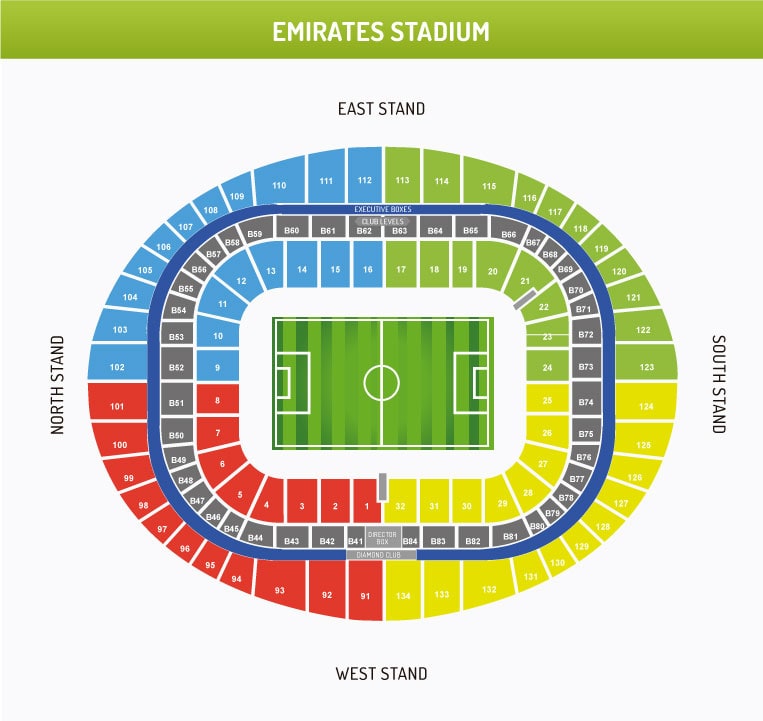 EMIRATES STADIUM
EAST STAND
110 111 112 113 114 115
109 116
108 117
107 118
106 119
105 120
104 121
103 122
102 123
101 124
100 125
99 126
98 127
97 128
96 129
95 130
94 131
93 92 91 134 133 132
EXECUTIVE BOXES
CLUB LEVELS
B59 B60 B61 B62 B63 B64 B65 B66
B58 B67
B57 B68
B56 B69
B55 B70
B54 B71
B53 B72
B52 B73
B51 B74
B50 B75
B49 B76
B48 B77
B47 B78
B46 B79
B45 B80
B44 B43 B42 B41 B84 B83 B82 B81
DIRECTOR
BOX
DIAMOND CLUB
13 14 15 16 17 18 19 20
12 21
11 22
10 23
9 24
8 25
7 26
6 27
5 28
4 3 2 1 32 31 30 29
NORTH STAND
SOUTH STAND
WEST STAND